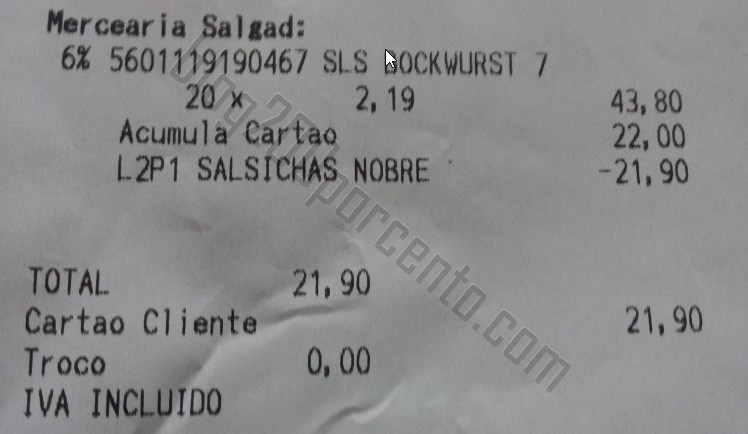 Mercearia Salgad:
6% 5601119190467 SLS BOCKWURST 7
20 x 2,19 43,80
Acumula Cartao 22,00
L2P1 SALSICHAS NOBRE -21,90
TOTAL 21,90
Cartao Cliente 21,90
Troco 0,00
IVA INCLUIDO